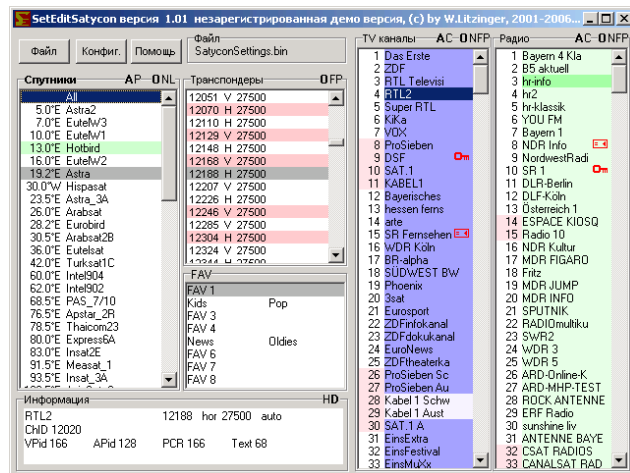 SetEditSatycon версия 1.01 незарегистрированная демо версия, (c) by W.Litzinger, 2001-2006...
Файл Конфиг. Помощь
Файл
SatyconSettings.bin
Спутники AP ONL
All
5.0°E Astra2
7.0°E EutelW3
10.0°E EutelW1
13.0°E Hotbird
16.0°E EutelW2
19.2°E Astra
30.0°W Hispasat
23.5°E Astra_3A
26.0°E Arabsat
28.2°E Eurobird
30.5°E Arabsat2B
36.0°E Eutelsat
42.0°E Turksat1C
60.0°E Intel904
62.0°E Intel902
68.5°E PAS_7/10
76.5°E Apstar_2R
78.5°E Thaicom23
80.0°E Express6A
83.0°E Insat2E
91.5°E Measat_1
93.5°E Insat_3A
Транспондеры OFP
12051 V 27500
12070 H 27500
12110 H 27500
12129 V 27500
12148 H 27500
12168 V 27500
12188 H 27500
12207 V 27500
12226 H 27500
12246 V 27500
12285 V 27500
12304 H 27500
12324 V 27500
12344 H 27500
FAV
FAV 1
Kids Pop
FAV 3
FAV 4
News Oldies
FAV 6
FAV 7
FAV 8
Информация HD
RTL2 12188 hor 27500 auto
ChID 12020
VPid 166 APid 128 PCR 166 Text 68
TV каналы AC ONFP
1 Das Erste
2 ZDF
3 RTL Televisi
4 RTL2
5 Super RTL
6 KiKa
7 VOX
8 ProSieben
9 DSF
10 SAT.1
11 KABEL1
12 Bayerisches
13 hessen ferns
14 arte
15 SR Fernsehen
16 WDR Köln
17 BR-alpha
18 SÜDWEST BW
19 Phoenix
20 3sat
21 Eurosport
22 ZDFinfokanal
23 ZDFdokukanal
24 EuroNews
25 ZDFtheaterka
26 ProSieben Sc
27 ProSieben Au
28 Kabel 1 Schw
29 Kabel 1 Aust
30 SAT.1 A
31 EinsExtra
32 EinsFestival
33 EinsMuXx
Радио AC ONFP
1 Bayern 4 Kla
2 B5 aktuell
3 hr-info
4 hr2
5 hr-klassik
6 YOU FM
7 Bayern 1
8 NDR Info
9 NordwestRadi
10 SR 1
11 DLR-Berlin
12 DLF-Köln
13 Österreich 1
14 ESPACE KIOSQ
15 Radio 10
16 NDR Kultur
17 MDR FIGARO
18 Fritz
19 MDR JUMP
20 MDR INFO
21 SPUTNIK
22 RADIOmultiku
23 SWR2
24 WDR 3
25 WDR 5
26 ARD-Online-K
27 ARD-MHP-TEST
28 ROCK ANTENNE
29 ERF Radio
30 sunshine liv
31 ANTENNE BAYE
32 CSAT RADIOS
33 CANALSAT RAD